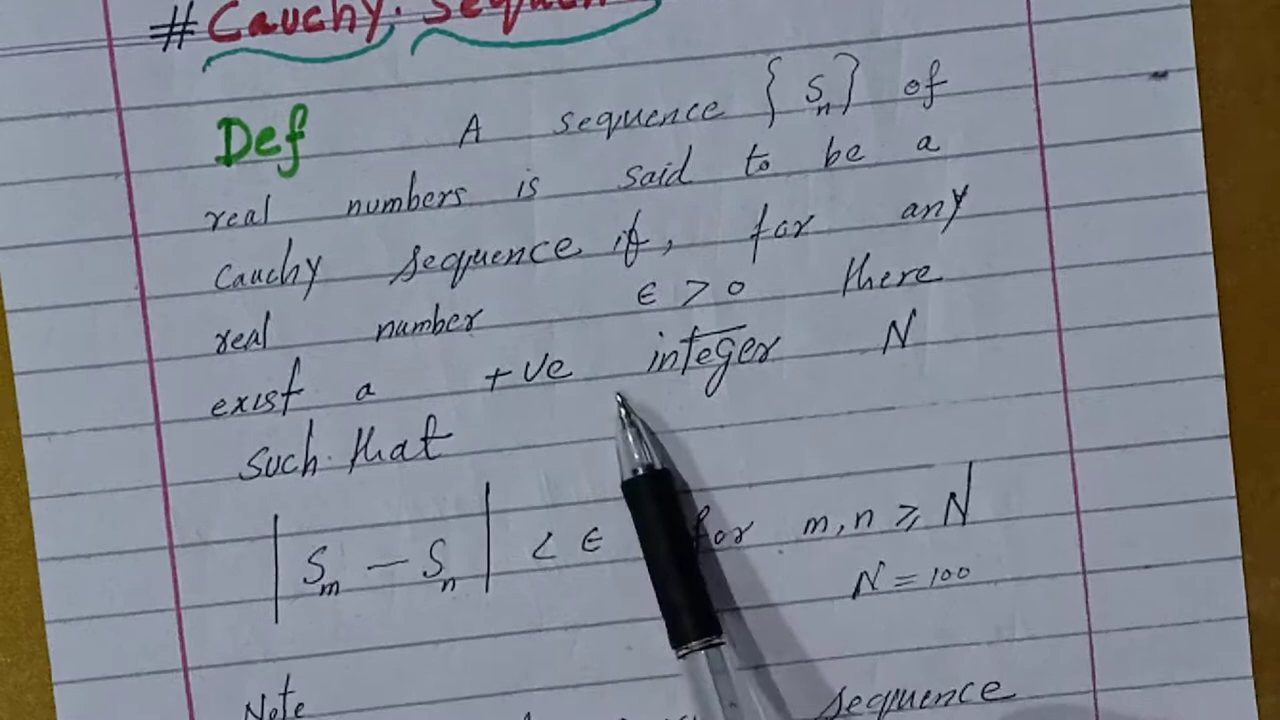 # Cauchy. Sequen
Def A sequence {Sₙ} of
real numbers is said to be a
Cauchy sequence if, for any
real number ϵ > 0 there
exist a +ve integer N
such that
|Sₘ − Sₙ| < ϵ for m, n ⩾ N
N = 100
Note sequence